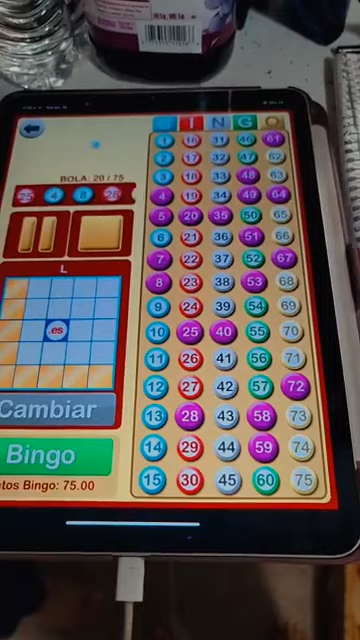 B I N G O
BOLA: 20 / 75
25 4 8 28
L
.es
Cambiar
Bingo
tos Bingo: 75.00
1 16 31 46 61
2 17 32 47 62
3 18 33 48 63
4 19 34 49 64
5 20 35 50 65
6 21 36 51 66
7 22 37 52 67
8 23 38 53 68
9 24 39 54 69
10 25 40 55 70
11 26 41 56 71
12 27 42 57 72
13 28 43 58 73
14 29 44 59 74
15 30 45 60 75